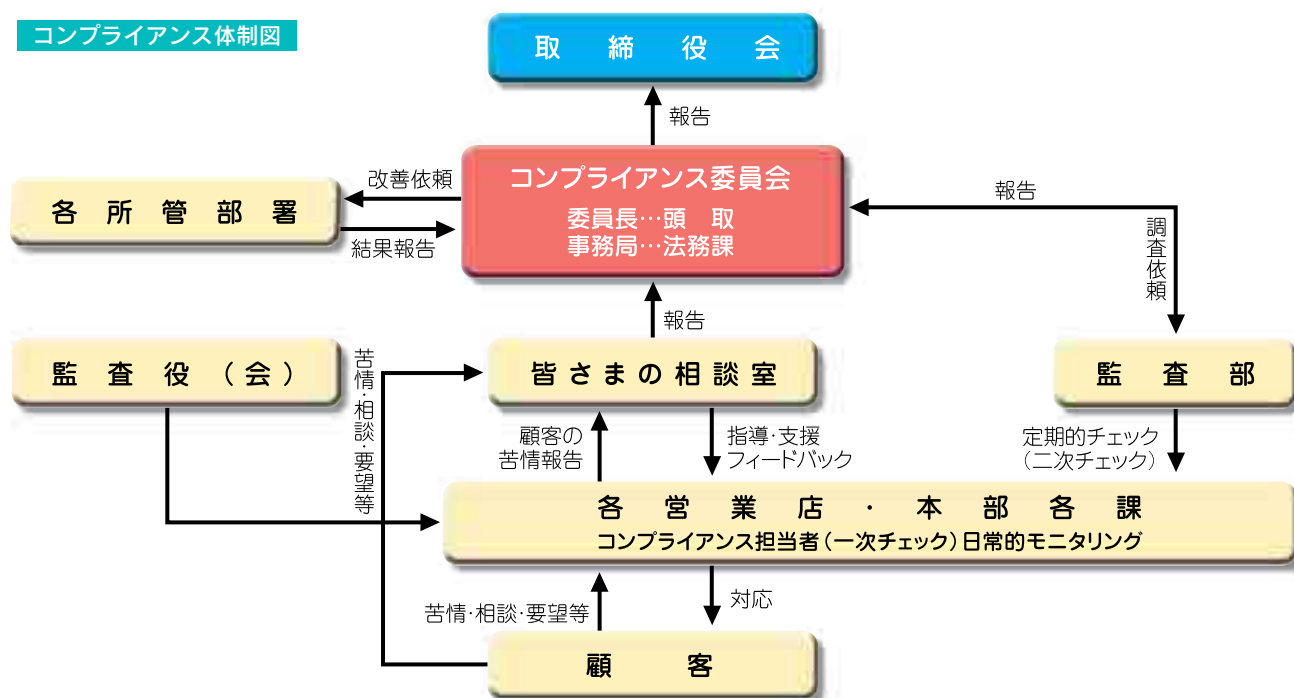 コンプライアンス体制図
取締役会
報告
コンプライアンス委員会
委員長…頭取
事務局…法務課
改善依頼
各所管部署
結果報告
報告
調査依頼
報告
監査役(会)
苦情・相談・要望等
皆さまの相談室
監査部
顧客の
苦情報告
指導・支援
フィードバック
定期的チェック
(二次チェック)
各営業店・本部各課
コンプライアンス担当者(一次チェック)日常的モニタリング
苦情・相談・要望等
対応
顧客